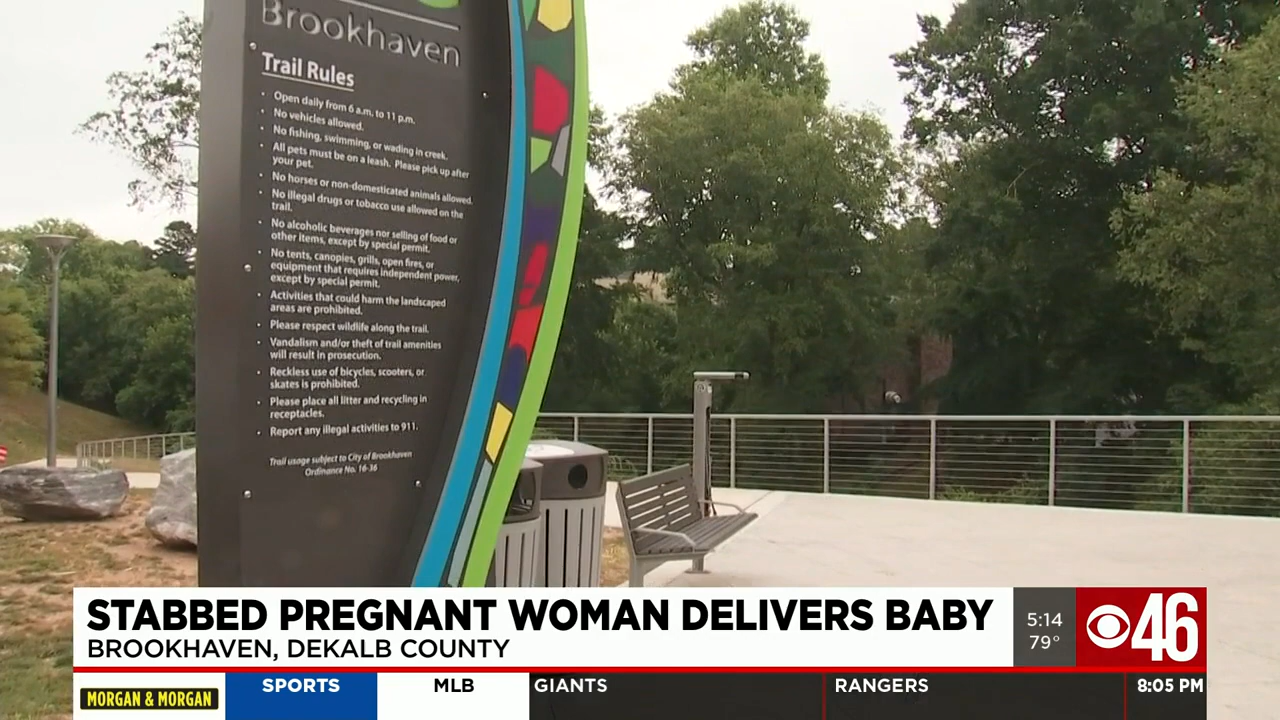 Brookhaven
Trail Rules
• Open daily from 6 a.m. to 11 p.m.
• No vehicles allowed.
• No fishing, swimming, or wading in creek.
• All pets must be on a leash. Please pick up after
your pet.
• No horses or non-domesticated animals allowed.
• No illegal drugs or tobacco use allowed on the
trail.
• No alcoholic beverages nor selling of food or
other items, except by special permit.
• No tents, canopies, grills, open fires, or
equipment that requires independent power,
except by special permit.
• Activities that could harm the landscaped
areas are prohibited.
• Please respect wildlife along the trail.
• Vandalism and/or theft of trail amenities
will result in prosecution.
• Reckless use of bicycles, scooters, or
skates is prohibited.
• Please place all litter and recycling in
receptacles.
• Report any illegal activities to 911.
Trail usage subject to City of Brookhaven
Ordinance No. 16-36
STABBED PREGNANT WOMAN DELIVERS BABY
BROOKHAVEN, DEKALB COUNTY
5:14
79°
46
MORGAN & MORGAN
SPORTS
MLB
GIANTS
RANGERS
8:05 PM